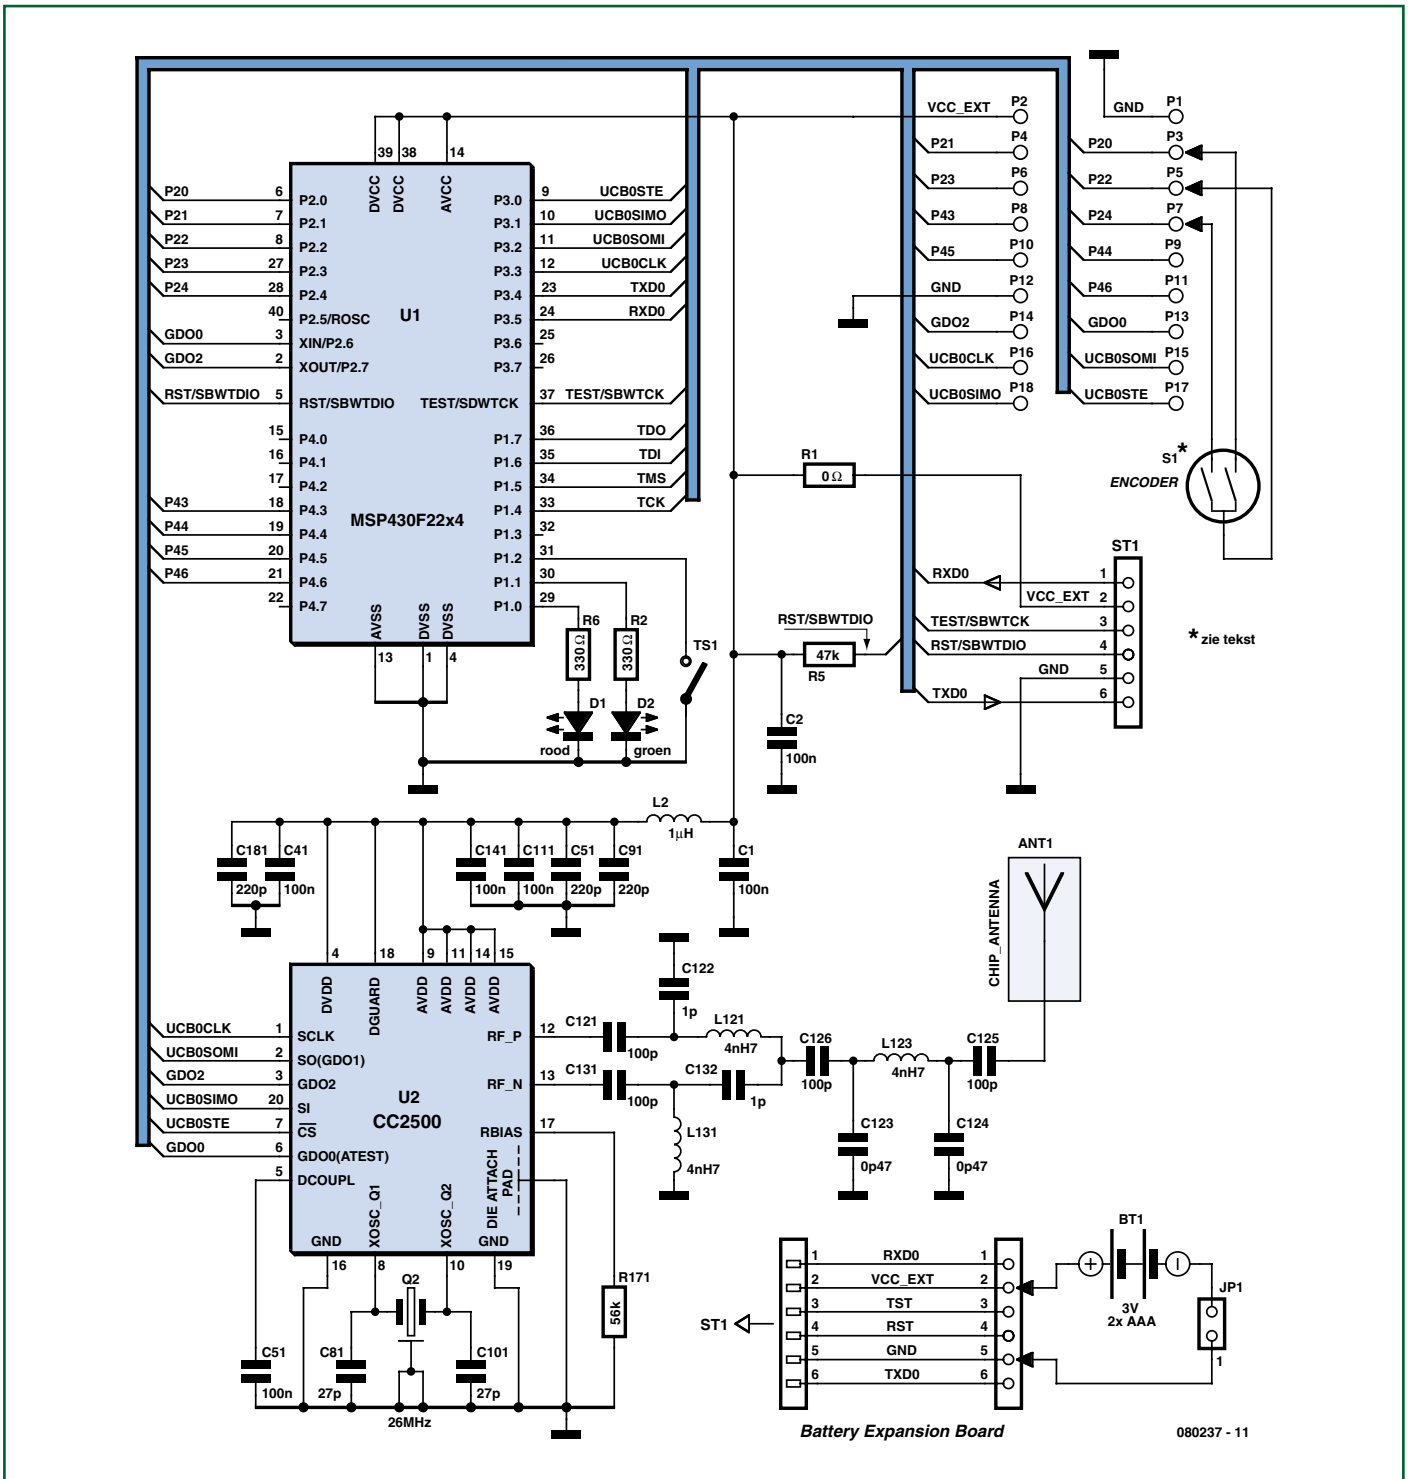 VCC_EXT P2
GND P1
P21 P4
P20 P3
P23 P6
P22 P5
P43 P8
P24 P7
P45 P10
P44 P9
GND P12
P46 P11
GDO2 P14
GDO0 P13
UCB0CLK P16
UCB0SOMI P15
UCB0SIMO P18
UCB0STE P17
39 38 14
DVCC DVCC AVCC
P20 6 P2.0
P21 7 P2.1
P22 8 P2.2
P23 27 P2.3
P24 28 P2.4
40 P2.5/ROSC
GDO0 3 XIN/P2.6
GDO2 2 XOUT/P2.7
RST/SBWTDIO 5 RST/SBWTDIO
15 P4.0
16 P4.1
17 P4.2
P43 18 P4.3
P44 19 P4.4
P45 20 P4.5
P46 21 P4.6
22 P4.7
U1
MSP430F22x4
P3.0 9 UCB0STE
P3.1 10 UCB0SIMO
P3.2 11 UCB0SOMI
P3.3 12 UCB0CLK
P3.4 23 TXD0
P3.5 24 RXD0
P3.6 25
P3.7 26
TEST/SDWTCK 37 TEST/SBWTCK
P1.7 36 TDO
P1.6 35 TDI
P1.5 34 TMS
P1.4 33 TCK
P1.3 32
P1.2 31
P1.1 30
P1.0 29
AVSS DVSS DVSS
13 1 4
R6
330Ω
R2
330Ω
TS1
D1
rood
D2
groen
R1
0Ω
S1*
ENCODER
ST1
RXD0 1
VCC_EXT 2
TEST/SBWTCK 3
RST/SBWTDIO 4
GND 5
TXD0 6
* zie tekst
RST/SBWTDIO
47k
R5
C2
100n
L2
1µH
C181
220p
C41
100n
C141
100n
C111
100n
C51
220p
C91
220p
C1
100n
ANT1
CHIP_ANTENNA
4 18 9 11 14 15
DVDD DGUARD AVDD AVDD AVDD AVDD
UCB0CLK 1 SCLK
UCB0SOMI 2 SO(GDO1)
GDO2 3 GDO2
UCB0SIMO 20 SI
UCB0STE 7 CS
GDO0 6 GDO0(ATEST)
5 DCOUPL
U2
CC2500
RF_P 12
RF_N 13
RBIAS 17
DIE ATTACH PAD
XOSC_Q1 XOSC_Q2
GND GND
16 8 10 19
C122
1p
C121
100p
L121
4nH7
C131
100p
C132
1p
L131
4nH7
C126
100p
L123
4nH7
C125
100p
C123
0p47
C124
0p47
Q2
R171
56k
C51
100n
C81
27p
C101
27p
26MHz
ST1
1 RXD0 1
2 VCC_EXT 2
3 TST 3
4 RST 4
5 GND 5
6 TXD0 6
BT1
+ −
3V
2x AAA
JP1
1
Battery Expansion Board
080237 - 11